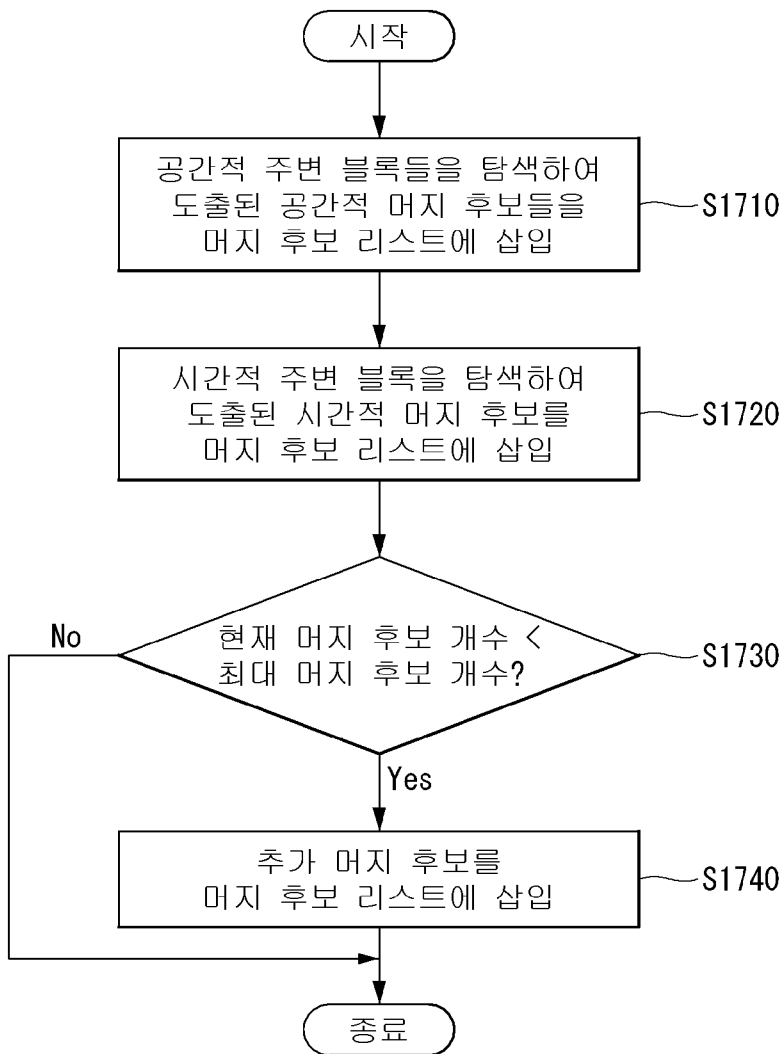 시작
공간적 주변 블록들을 탐색하여
도출된 공간적 머지 후보들을
머지 후보 리스트에 삽입
S1710
시간적 주변 블록을 탐색하여
도출된 시간적 머지 후보를
머지 후보 리스트에 삽입
S1720
현재 머지 후보 개수 <
최대 머지 후보 개수?
S1730
No
Yes
추가 머지 후보를
머지 후보 리스트에 삽입
S1740
종료